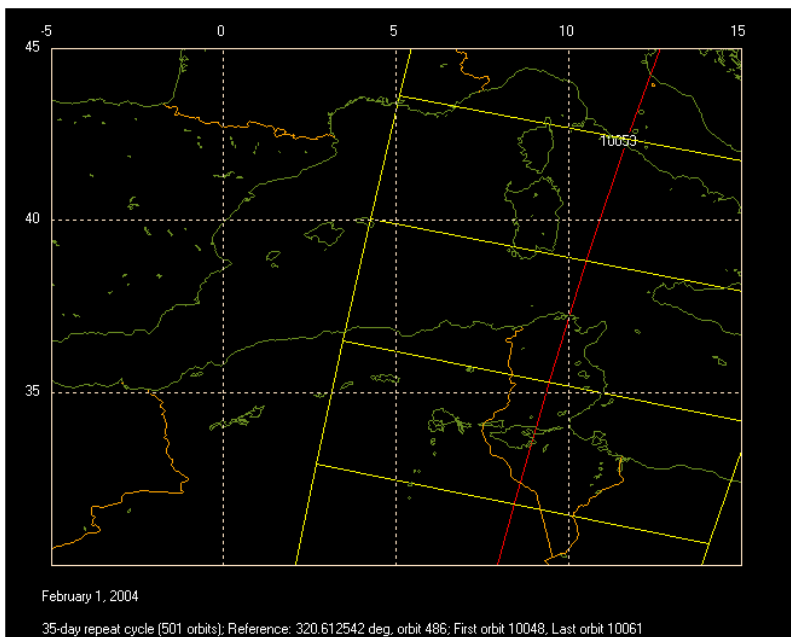 -5 0 5 10 15
45
10053
40
35
February 1, 2004
35-day repeat cycle (501 orbits); Reference: 320.612542 deg, orbit 486; First orbit 10048, Last orbit 10061